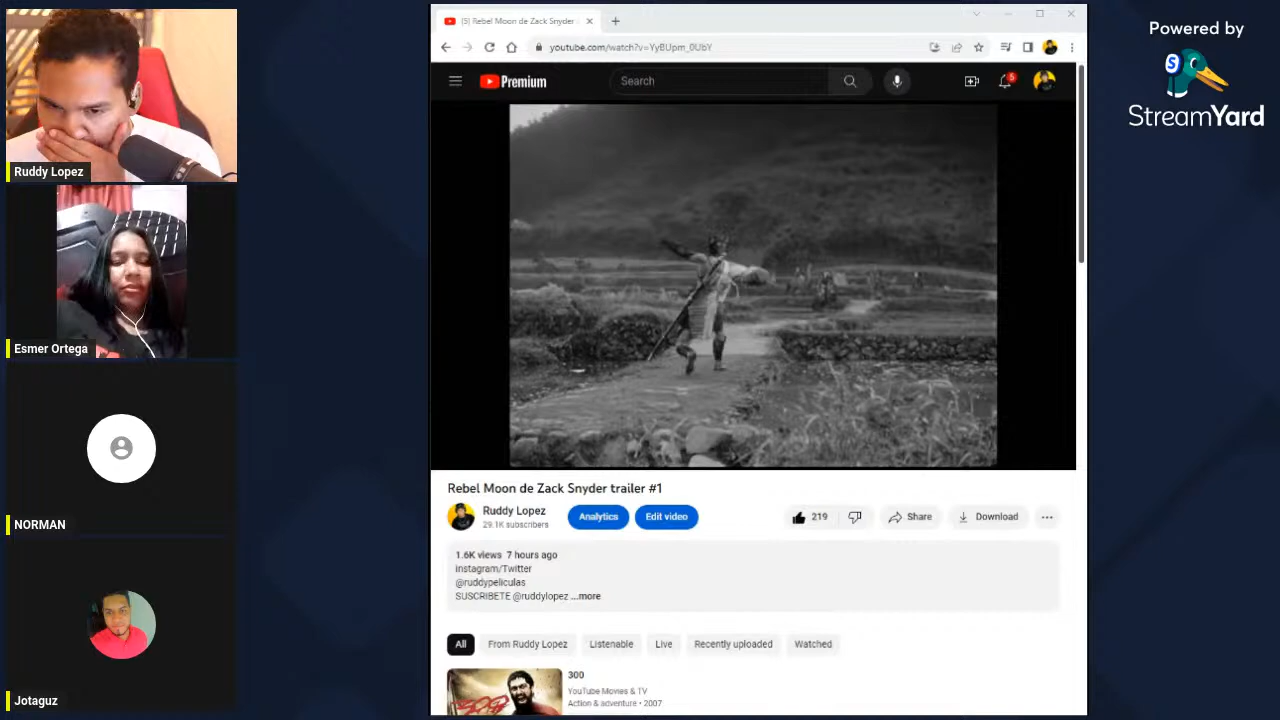 Ruddy Lopez
Esmer Ortega
NORMAN
Jotaguz
(5) Rebel Moon de Zack Snyder
youtube.com/watch?v=YyBUpm_0UbY
Premium
Search
5
Rebel Moon de Zack Snyder trailer #1
Ruddy Lopez
29.1K subscribers
Analytics
Edit video
219
Share
Download
1.6K views 7 hours ago
instagram/Twitter
@ruddypeliculas
SUSCRIBETE @ruddylopez ...more
All
From Ruddy Lopez
Listenable
Live
Recently uploaded
Watched
300
YouTube Movies & TV
Action & adventure • 2007
Powered by
S
StreamYard